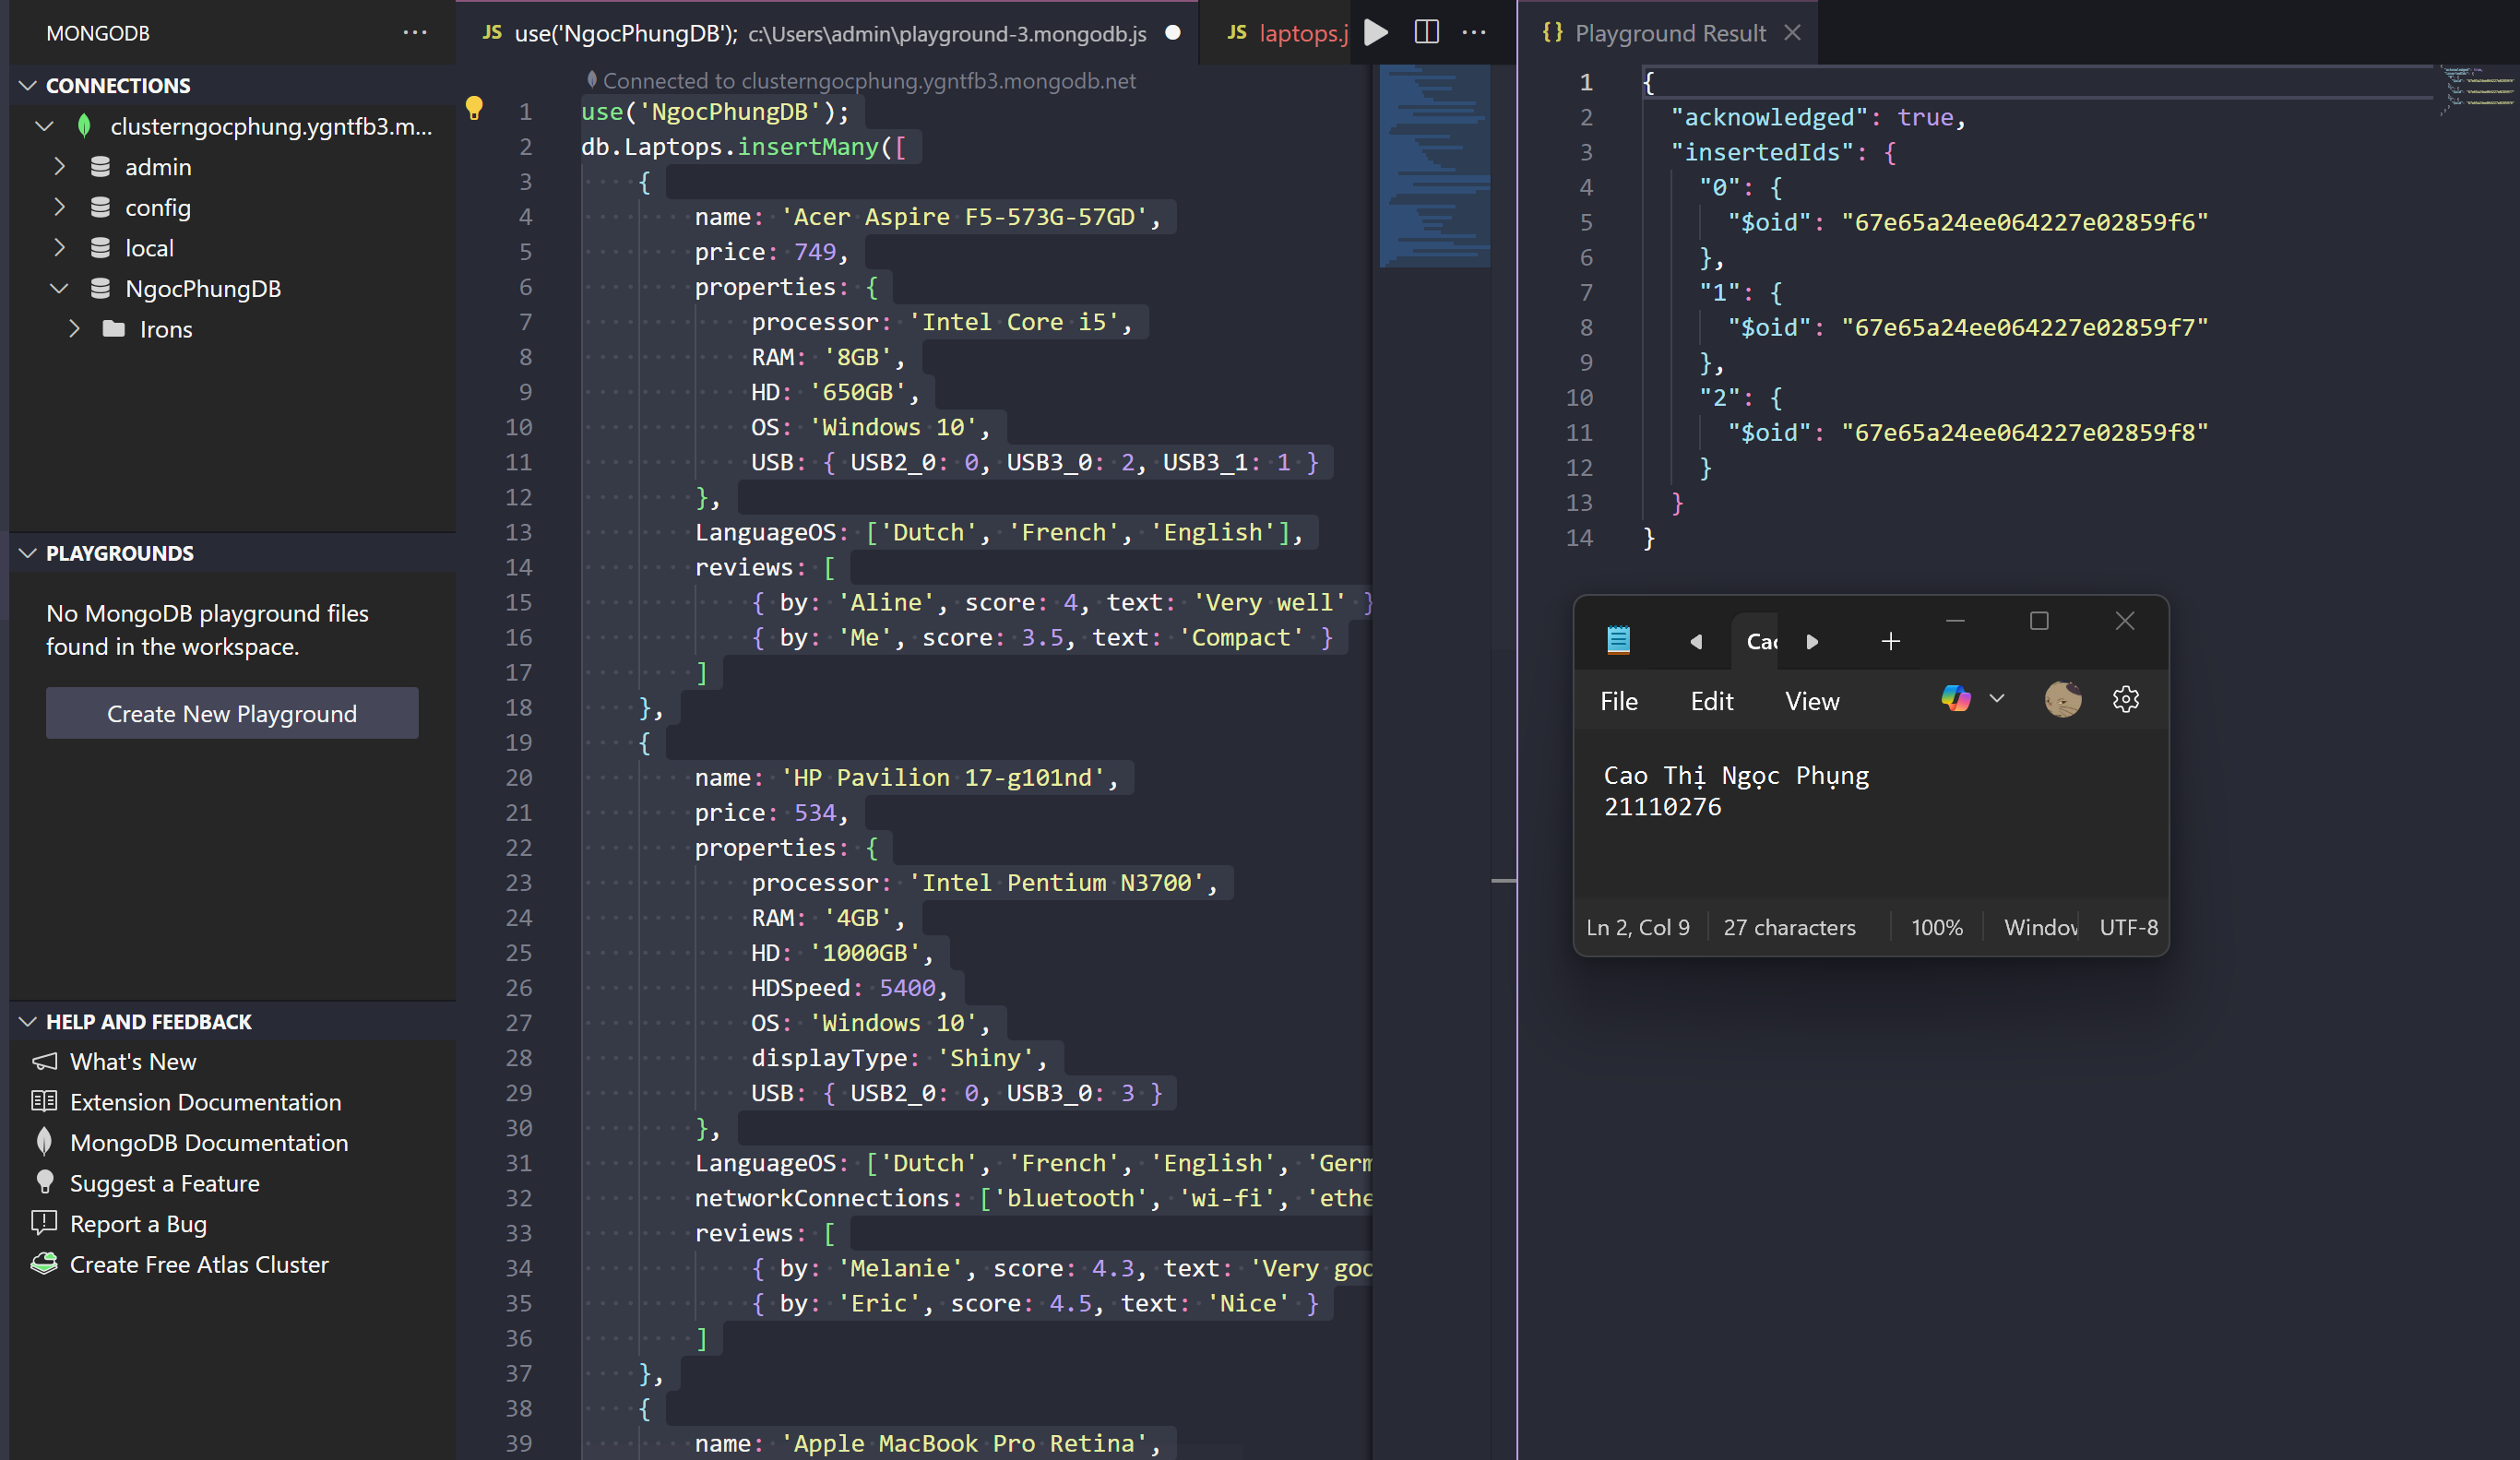 MONGODB
CONNECTIONS
clusterngocphung.ygntfb3.m...
admin
config
local
NgocPhungDB
Irons
PLAYGROUNDS
No MongoDB playground files
found in the workspace.
Create New Playground
HELP AND FEEDBACK
What's New
Extension Documentation
MongoDB Documentation
Suggest a Feature
Report a Bug
Create Free Atlas Cluster
JS use('NgocPhungDB'); c:\Users\admin\playground-3.mongodb.js
JS laptops.j
Connected to clusterngocphung.ygntfb3.mongodb.net
1 use('NgocPhungDB');
2 db.Laptops.insertMany([
3 {
4 name: 'Acer Aspire F5-573G-57GD',
5 price: 749,
6 properties: {
7 processor: 'Intel Core i5',
8 RAM: '8GB',
9 HD: '650GB',
10 OS: 'Windows 10',
11 USB: { USB2_0: 0, USB3_0: 2, USB3_1: 1 }
12 },
13 LanguageOS: ['Dutch', 'French', 'English'],
14 reviews: [
15 { by: 'Aline', score: 4, text: 'Very well' }
16 { by: 'Me', score: 3.5, text: 'Compact' }
17 ]
18 },
19 {
20 name: 'HP Pavilion 17-g101nd',
21 price: 534,
22 properties: {
23 processor: 'Intel Pentium N3700',
24 RAM: '4GB',
25 HD: '1000GB',
26 HDSpeed: 5400,
27 OS: 'Windows 10',
28 displayType: 'Shiny',
29 USB: { USB2_0: 0, USB3_0: 3 }
30 },
31 LanguageOS: ['Dutch', 'French', 'English', 'Germ
32 networkConnections: ['bluetooth', 'wi-fi', 'ethe
33 reviews: [
34 { by: 'Melanie', score: 4.3, text: 'Very goo
35 { by: 'Eric', score: 4.5, text: 'Nice' }
36 ]
37 },
38 {
39 name: 'Apple MacBook Pro Retina',
{} Playground Result
1 {
2 "acknowledged": true,
3 "insertedIds": {
4 "0": {
5 "$oid": "67e65a24ee064227e02859f6"
6 },
7 "1": {
8 "$oid": "67e65a24ee064227e02859f7"
9 },
10 "2": {
11 "$oid": "67e65a24ee064227e02859f8"
12 }
13 }
14 }
Cao
File Edit View
Cao Thị Ngọc Phụng
21110276
Ln 2, Col 9 27 characters 100% Window UTF-8